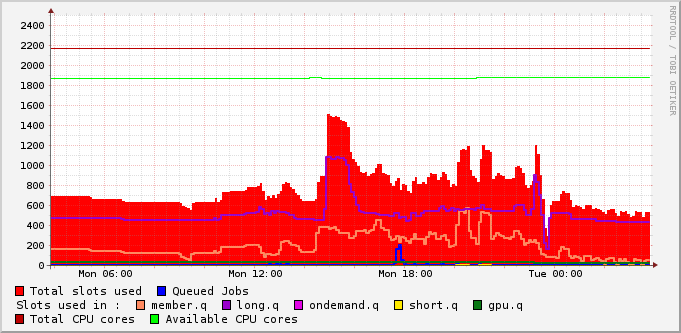 RRDTOOL / TOBI OETIKER
2400
2200
2000
1800
1600
1400
1200
1000
800
600
400
200
0
Mon 06:00 Mon 12:00 Mon 18:00 Tue 00:00
Total slots used Queued Jobs
Slots used in : member.q long.q ondemand.q short.q gpu.q
Total CPU cores Available CPU cores